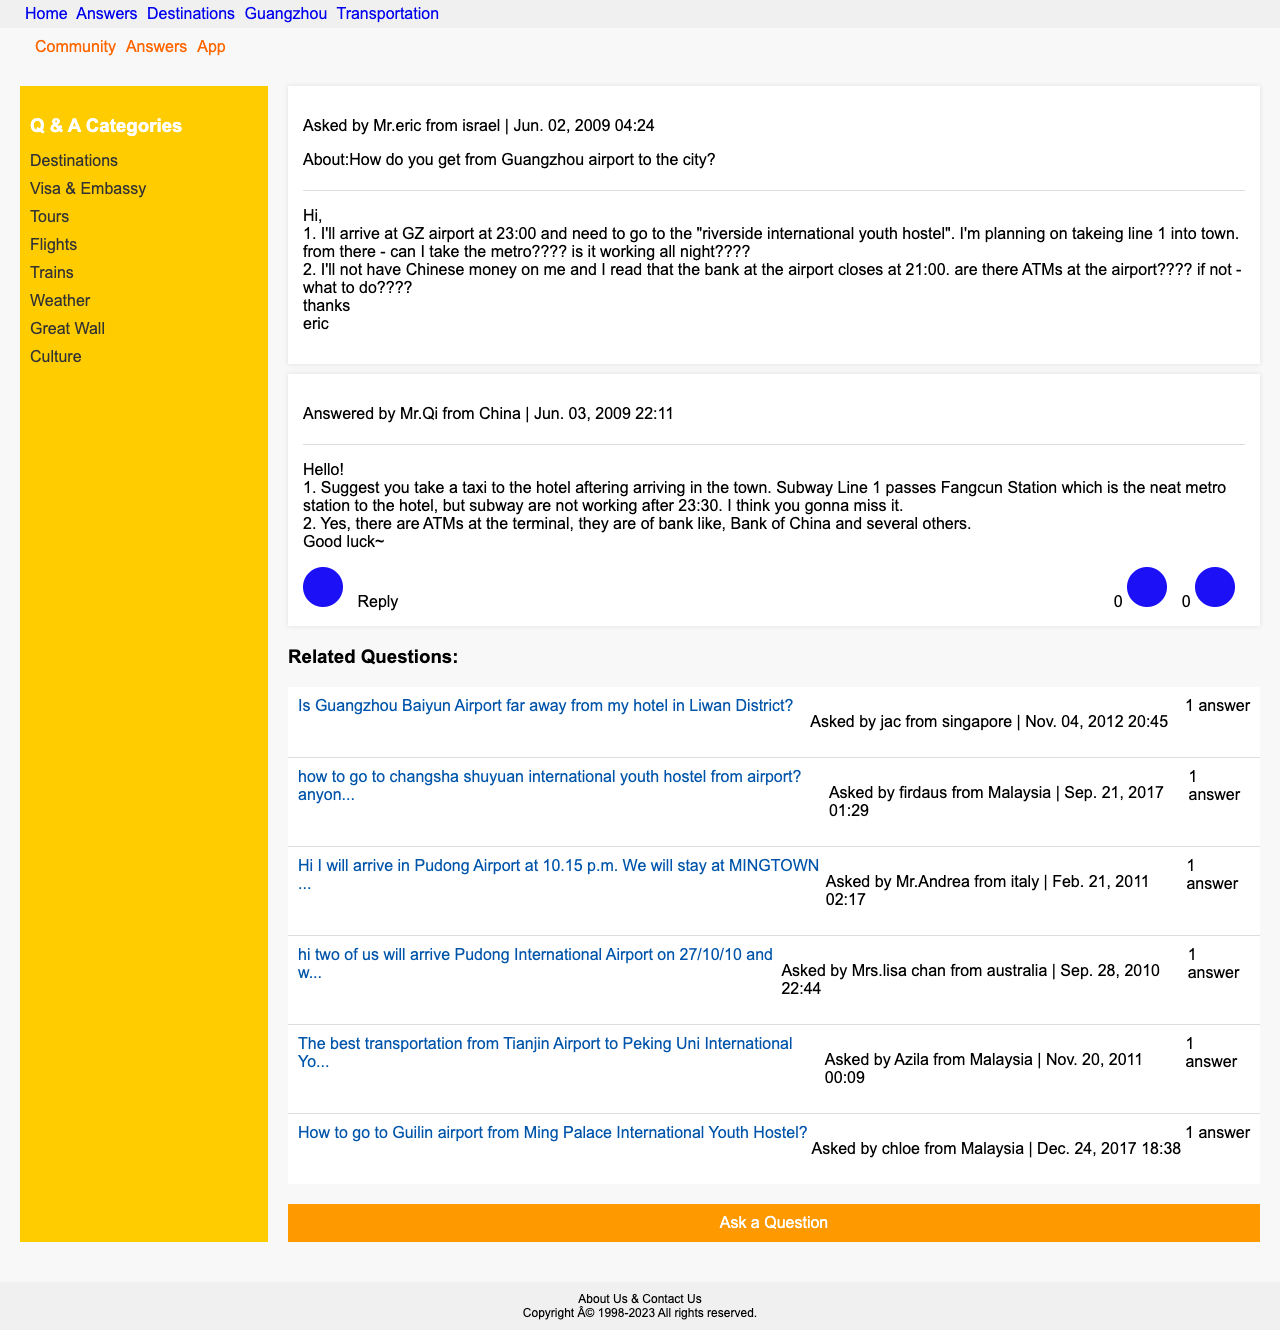 Home Answers Destinations Guangzhou Transportation
Community Answers App
Q & A Categories
Destinations
Visa & Embassy
Tours
Flights
Trains
Weather
Great Wall
Culture
Asked by Mr.eric from israel | Jun. 02, 2009 04:24
About:How do you get from Guangzhou airport to the city?
Hi,
1. I'll arrive at GZ airport at 23:00 and need to go to the "riverside international youth hostel". I'm planning on takeing line 1 into town.
from there - can I take the metro???? is it working all night????
2. I'll not have Chinese money on me and I read that the bank at the airport closes at 21:00. are there ATMs at the airport???? if not -
what to do????
thanks
eric
Answered by Mr.Qi from China | Jun. 03, 2009 22:11
Hello!
1. Suggest you take a taxi to the hotel aftering arriving in the town. Subway Line 1 passes Fangcun Station which is the neat metro
station to the hotel, but subway are not working after 23:30. I think you gonna miss it.
2. Yes, there are ATMs at the terminal, they are of bank like, Bank of China and several others.
Good luck~
Reply 0 0
Related Questions:
Is Guangzhou Baiyun Airport far away from my hotel in Liwan District?
Asked by jac from singapore | Nov. 04, 2012 20:45
1 answer
how to go to changsha shuyuan international youth hostel from airport?
anyon...
Asked by firdaus from Malaysia | Sep. 21, 2017
01:29
1
answer
Hi I will arrive in Pudong Airport at 10.15 p.m. We will stay at MINGTOWN
...
Asked by Mr.Andrea from italy | Feb. 21, 2011
02:17
1
answer
hi two of us will arrive Pudong International Airport on 27/10/10 and
w...
Asked by Mrs.lisa chan from australia | Sep. 28, 2010
22:44
1
answer
The best transportation from Tianjin Airport to Peking Uni International
Yo...
Asked by Azila from Malaysia | Nov. 20, 2011
00:09
1
answer
How to go to Guilin airport from Ming Palace International Youth Hostel?
Asked by chloe from Malaysia | Dec. 24, 2017 18:38
1 answer
Ask a Question
About Us & Contact Us
Copyright Â© 1998-2023 All rights reserved.